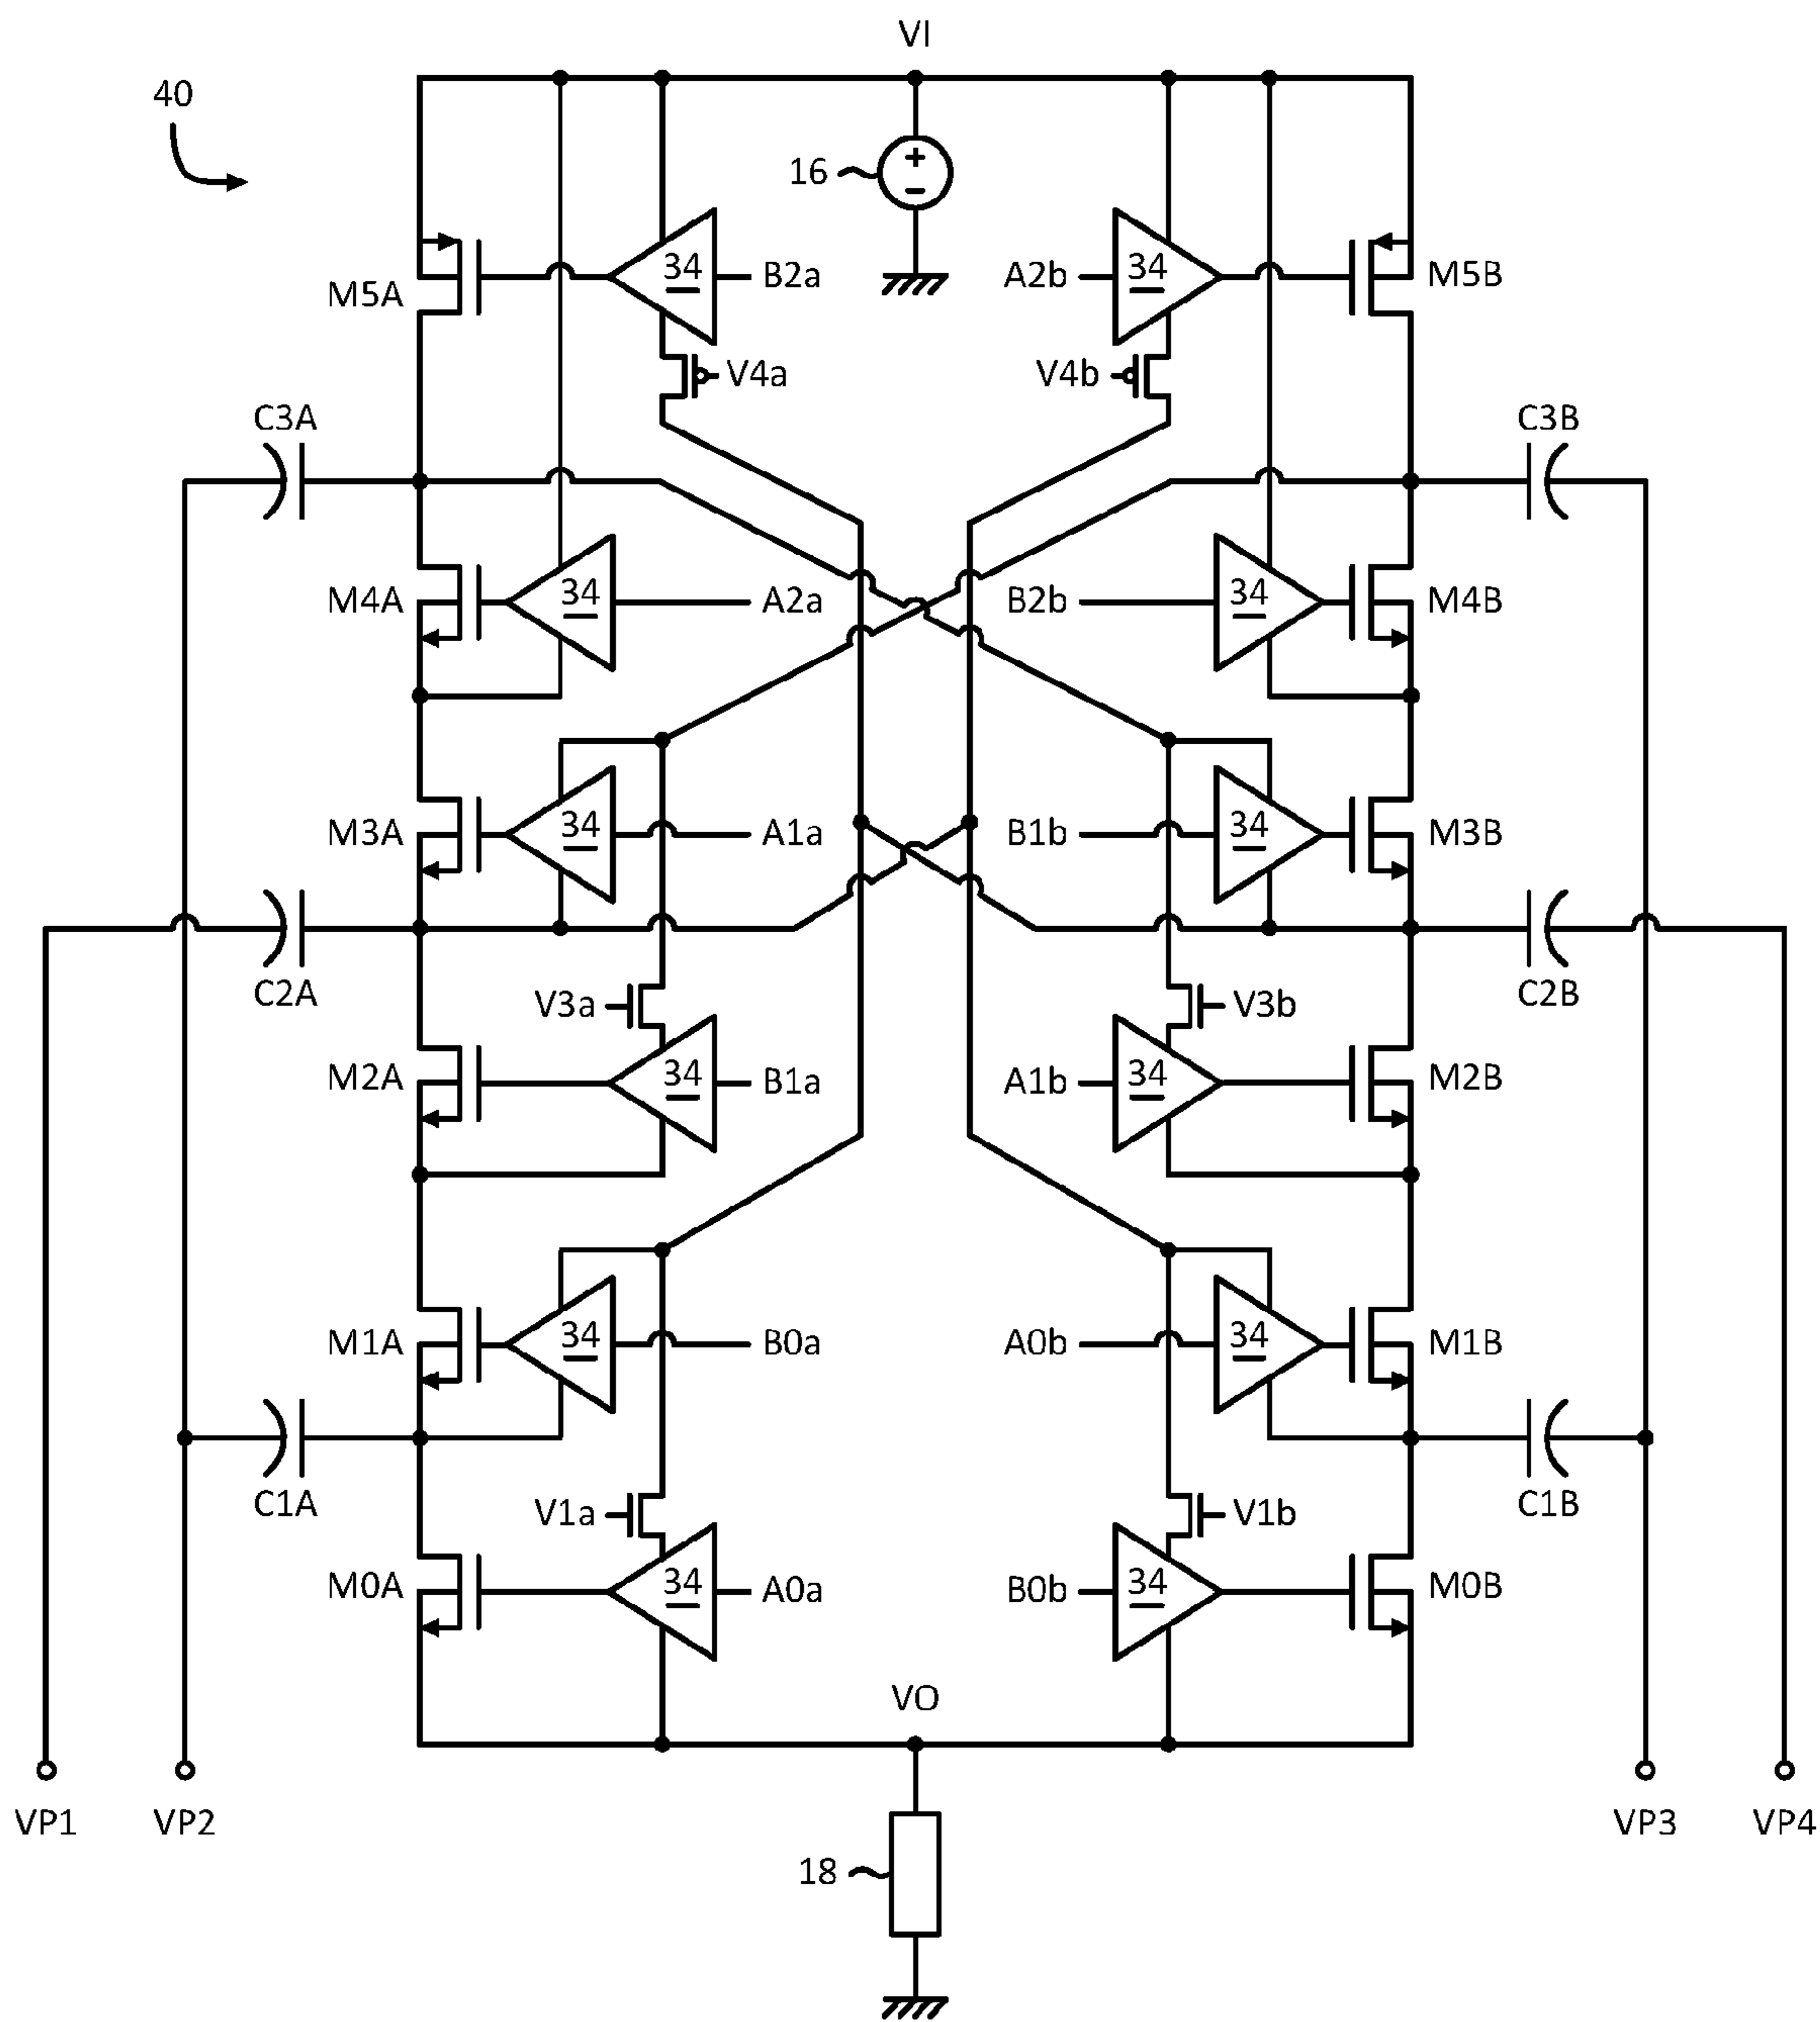 VI
40
16
34 B2a
A2b 34
M5A
M5B
V4a
V4b
C3A
C3B
M4A
34
A2a
B2b
34
M4B
M3A
34
A1a
B1b
34
M3B
C2A
C2B
V3a
V3b
M2A
34
B1a
A1b
34
M2B
M1A
34
B0a
A0b
34
M1B
C1A
C1B
V1a
V1b
M0A
34
A0a
B0b
34
M0B
VO
VP1
VP2
VP3
VP4
18